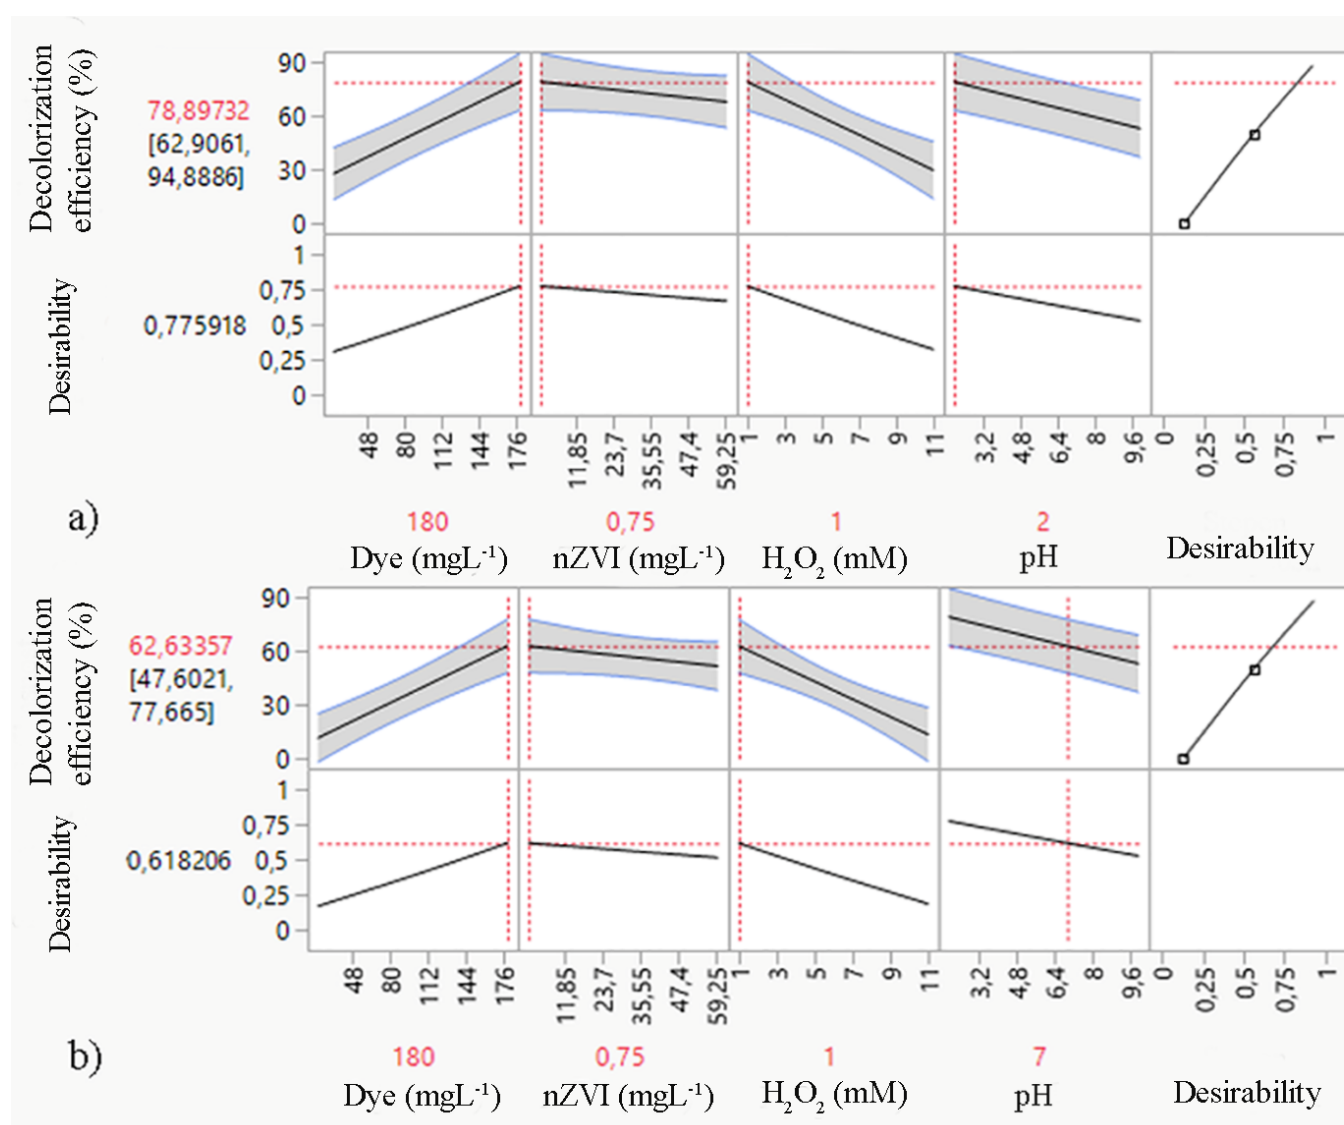 Decolorization
efficiency (%)
78,89732
[62,9061,
94,8886]
90
60
30
0
Desirability
0,775918
1
0,75
0,5
0,25
0
48 80 112 144 176
11,85 23,7 35,55 47,4 59,25
1 3 5 7 9 11
3,2 4,8 6,4 8 9,6
0 0,25 0,5 0,75 1
a)
180 0,75 1 2
Dye (mgL⁻¹) nZVI (mgL⁻¹) H₂O₂ (mM) pH Desirability
Decolorization
efficiency (%)
62,63357
[47,6021,
77,665]
90
60
30
0
Desirability
0,618206
1
0,75
0,5
0,25
0
48 80 112 144 176
11,85 23,7 35,55 47,4 59,25
1 3 5 7 9 11
3,2 4,8 6,4 8 9,6
0 0,25 0,5 0,75 1
b)
180 0,75 1 7
Dye (mgL⁻¹) nZVI (mgL⁻¹) H₂O₂ (mM) pH Desirability